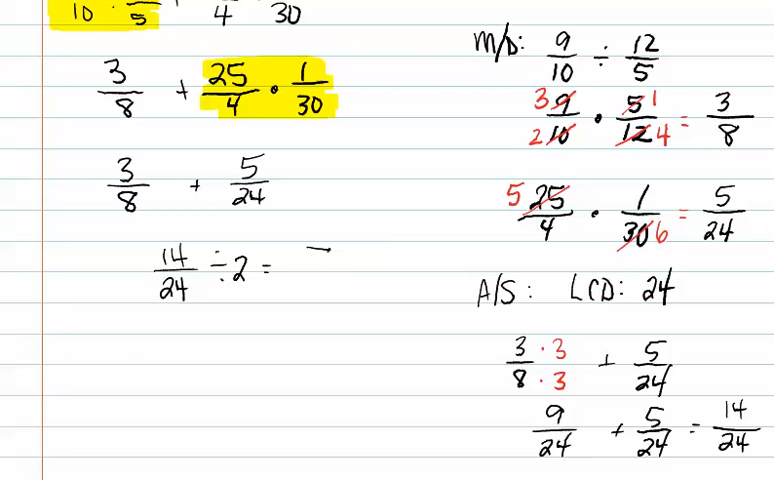 10 · 5 + 4 30
3/8 + 25/4 · 1/30
3/8 + 5/24
14/24 ÷ 2 =
M/D: 9/10 ÷ 12/5
3 9/2 10 · 5 1/12 4 = 3/8
5 25/4 · 1/30 6 = 5/24
A/S: LCD: 24
3 · 3/8 · 3 + 5/24
9/24 + 5/24 = 14/24